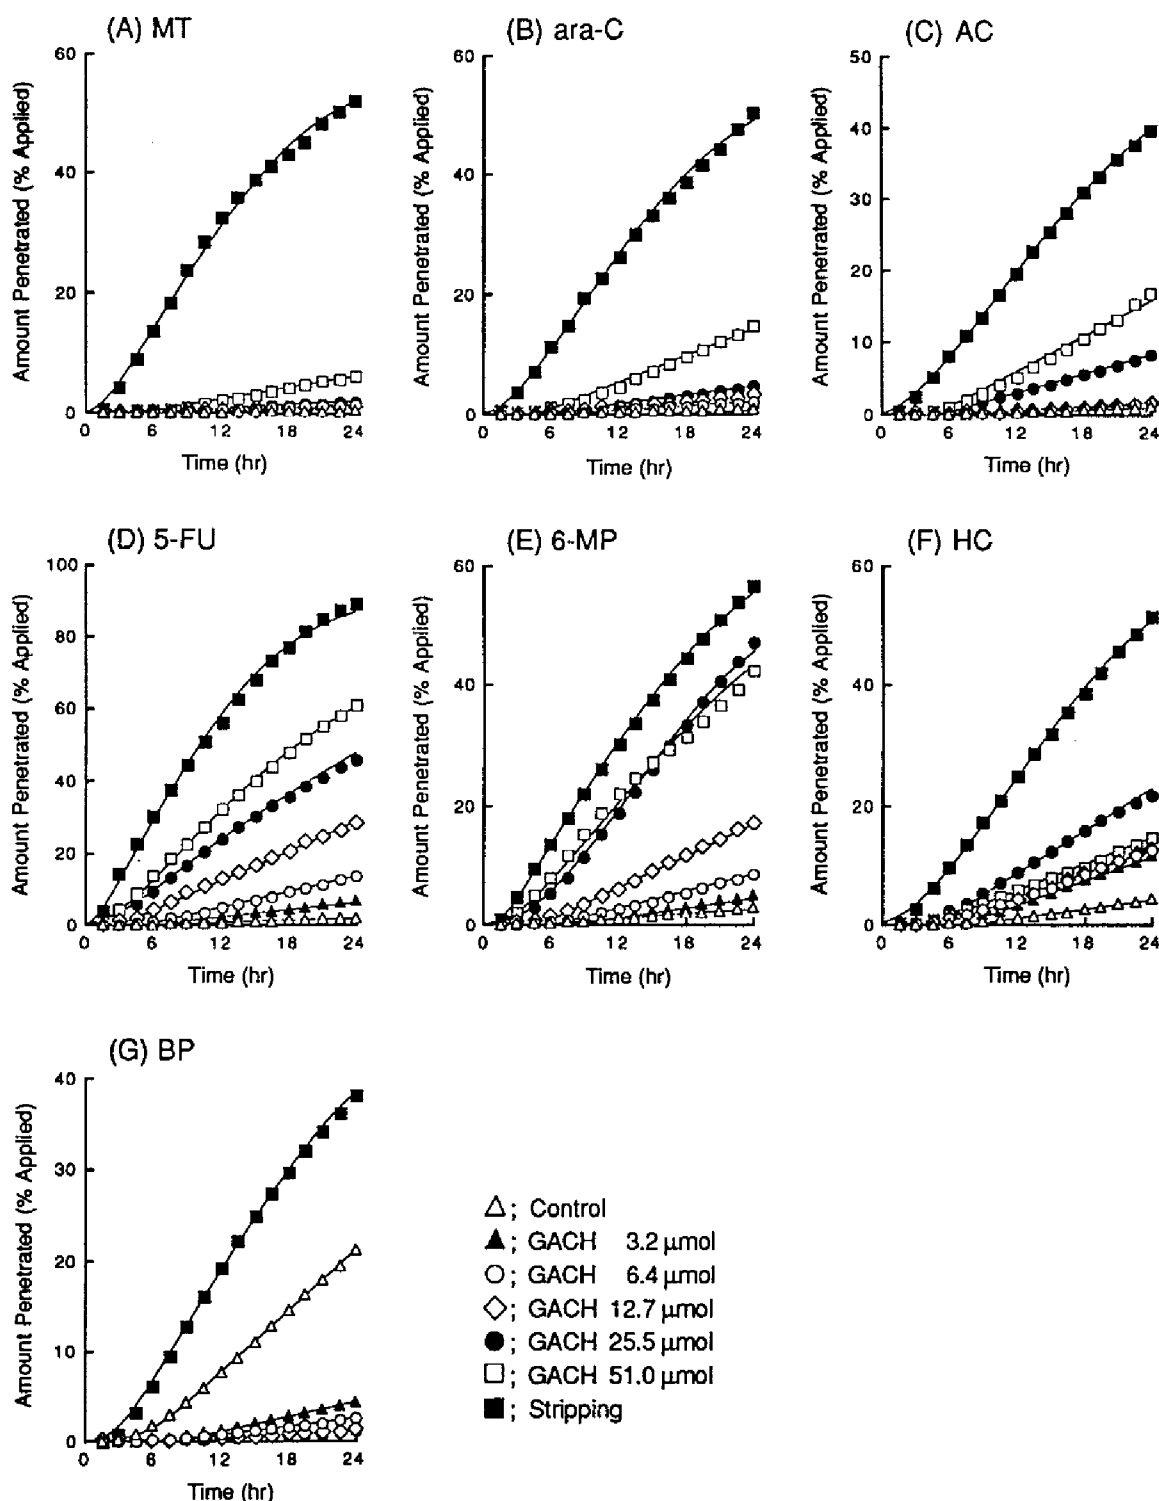 (A) MT
Amount Penetrated (% Applied)
60
40
20
0
0 6 12 18 24
Time (hr)
(B) ara-C
Amount Penetrated (% Applied)
60
40
20
0
0 6 12 18 24
Time (hr)
(C) AC
Amount Penetrated (% Applied)
50
40
30
20
10
0
0 6 12 18 24
Time (hr)
(D) 5-FU
Amount Penetrated (% Applied)
100
80
60
40
20
0
0 6 12 18 24
Time (hr)
(E) 6-MP
Amount Penetrated (% Applied)
60
40
20
0
0 6 12 18 24
Time (hr)
(F) HC
Amount Penetrated (% Applied)
60
40
20
0
0 6 12 18 24
Time (hr)
(G) BP
Amount Penetrated (% Applied)
40
30
20
10
0
0 6 12 18 24
Time (hr)
△; Control
▲; GACH 3.2 µmol
○; GACH 6.4 µmol
◇; GACH 12.7 µmol
●; GACH 25.5 µmol
□; GACH 51.0 µmol
■; Stripping